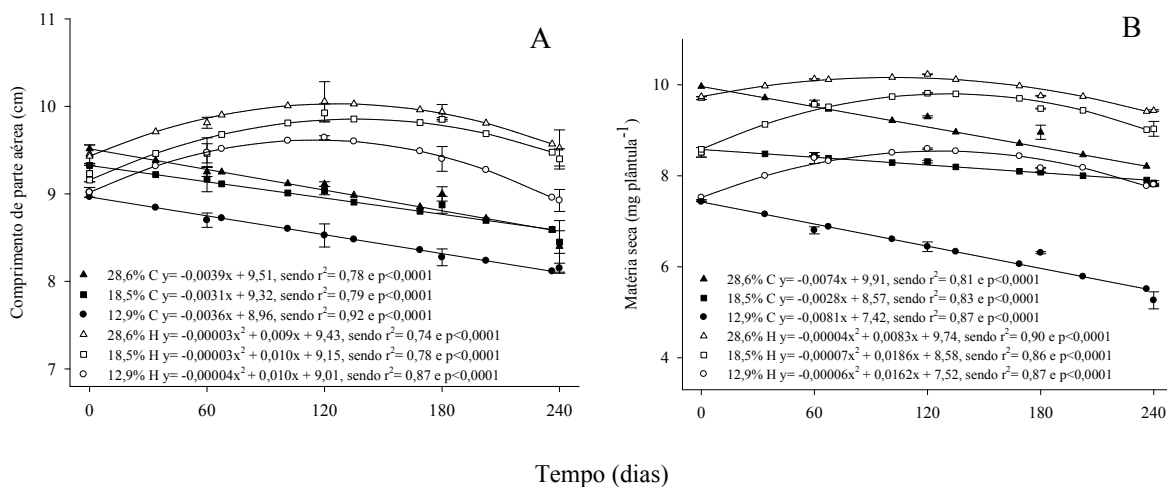 A
Comprimento de parte aérea (cm)
11
10
9
8
7
28,6% C y= -0,0039x + 9,51, sendo r²= 0,78 e p<0,0001
18,5% C y= -0,0031x + 9,32, sendo r²= 0,79 e p<0,0001
12,9% C y= -0,0036x + 8,96, sendo r²= 0,92 e p<0,0001
28,6% H y= -0,00003x² + 0,009x + 9,43, sendo r²= 0,74 e p<0,0001
18,5% H y= -0,00003x² + 0,010x + 9,15, sendo r²= 0,78 e p<0,0001
12,9% H y= -0,00004x² + 0,010x + 9,01, sendo r²= 0,87 e p<0,0001
0 60 120 180 240
B
Matéria seca (mg plântula⁻¹)
10
8
6
4
28,6% C y= -0,0074x + 9,91, sendo r²= 0,81 e p<0,0001
18,5% C y= -0,0028x + 8,57, sendo r²= 0,83 e p<0,0001
12,9% C y= -0,0081x + 7,42, sendo r²= 0,87 e p<0,0001
28,6% H y= -0,00004x² + 0,0083x + 9,74, sendo r²= 0,90 e p<0,0001
18,5% H y= -0,00007x² + 0,0186x + 8,58, sendo r²= 0,86 e p<0,0001
12,9% H y= -0,00006x² + 0,0162x + 7,52, sendo r²= 0,87 e p<0,0001
0 60 120 180 240
Tempo (dias)